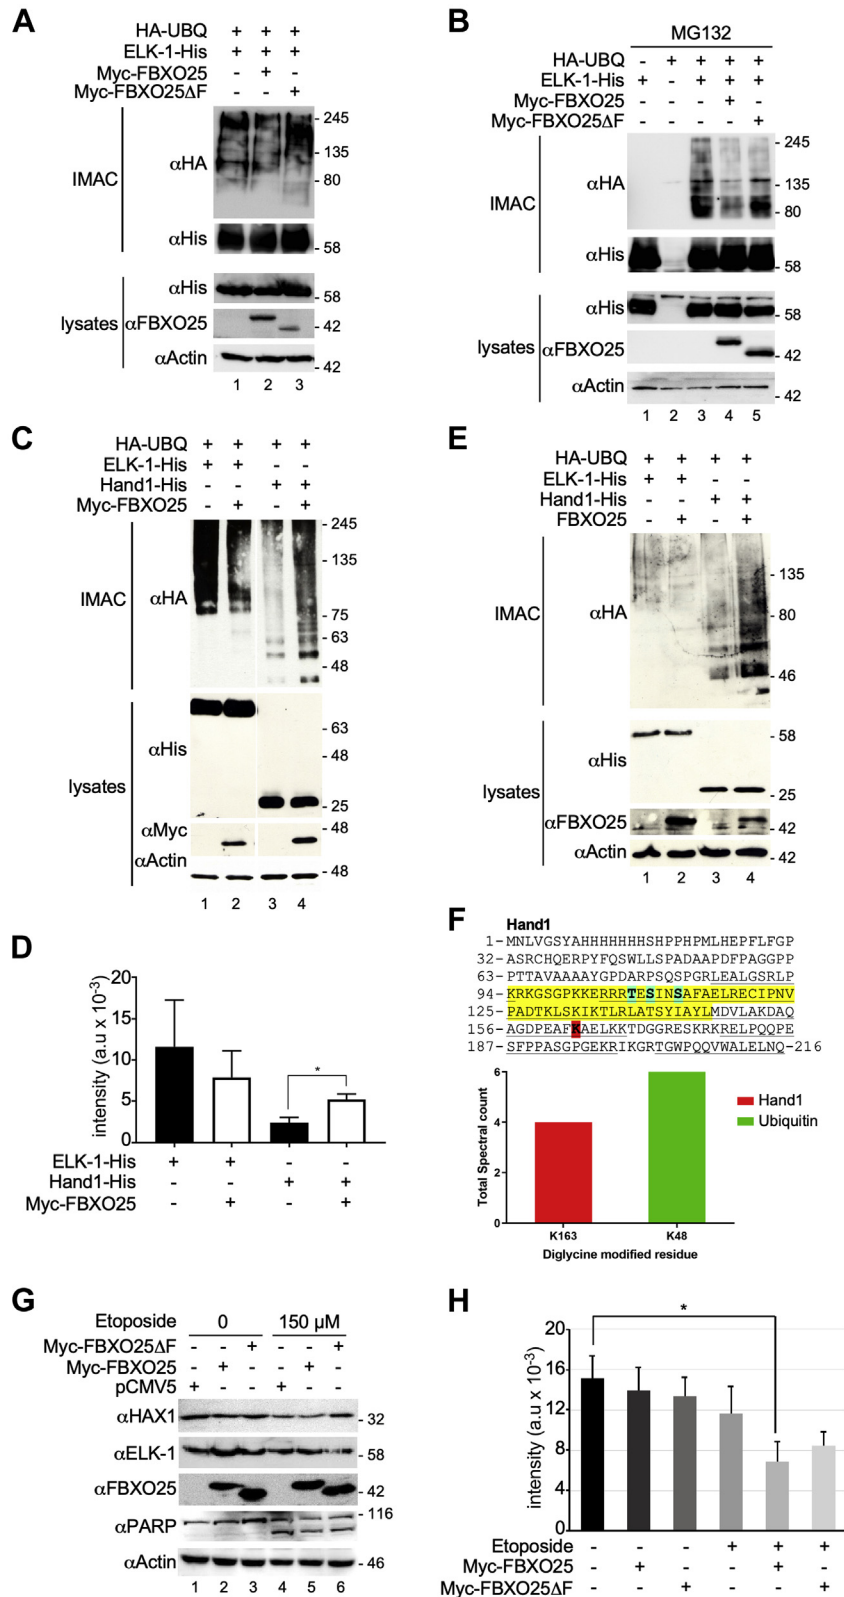 A
HA-UBQ + + +
ELK-1-His + + +
Myc-FBXO25 - + -
Myc-FBXO25ΔF - - +
IMAC
αHA
- 245
- 135
- 80
αHis
- 58
lysates
αHis
- 58
αFBXO25
- 42
αActin
- 42
1 2 3
B
MG132
HA-UBQ - + + + +
ELK-1-His + - + + +
Myc-FBXO25 - - - + -
Myc-FBXO25ΔF - - - - +
IMAC
αHA
- 245
- 135
- 80
αHis
- 58
lysates
αHis
- 58
αFBXO25
- 42
αActin
- 42
1 2 3 4 5
C
HA-UBQ + + + +
ELK-1-His + + - -
Hand1-His - - + +
Myc-FBXO25 - + - +
IMAC
αHA
- 245
- 135
- 75
- 63
- 48
lysates
αHis
- 63
- 48
- 25
αMyc
- 48
αActin
- 48
1 2 3 4
E
HA-UBQ + + + +
ELK-1-His + + - -
Hand1-His - - + +
FBXO25 - + - +
IMAC
αHA
- 135
- 80
- 46
lysates
αHis
- 58
- 25
αFBXO25
- 42
αActin
- 42
1 2 3 4
D
intensity (a.u x 10-3)
20
15
10
5
0
*
ELK-1-His + + - -
Hand1-His - - + +
Myc-FBXO25 - + - +
F
Hand1
1-MNLVGSYAHHHHHHHSHPPHPMLHEPFLFGP
32-ASRCHQERPYFQSWLLSPADAAPDFPAGGPP
63-PTTAVAAAAYGPDARPSQSPGRLEALGSRLP
94-KRKGSGPKKERRRTESINSAFAELRECIPNV
125-PADTKLSKIKTLRLATSYIAYLMDVLAKDAQ
156-AGDPEAFKAELKKTDGGRESKRKRELPQQPE
187-SFPPASGPGEKRIKGRTGWPQQVWALELNQ-216
Total Spectral count
6
4
2
0
Hand1
Ubiquitin
K163 K48
Diglycine modified residue
G
Etoposide 0 150 μM
Myc-FBXO25ΔF - - + - - +
Myc-FBXO25 - + - - + -
pCMV5 + - - + - -
αHAX1 - 32
αELK-1 - 58
αFBXO25 - 42
αPARP - 116
αActin - 46
1 2 3 4 5 6
H
intensity (a.u x 10-3)
20
16
12
8
4
0
*
Etoposide - - - + + +
Myc-FBXO25 - + - - + -
Myc-FBXO25ΔF - - + - - +